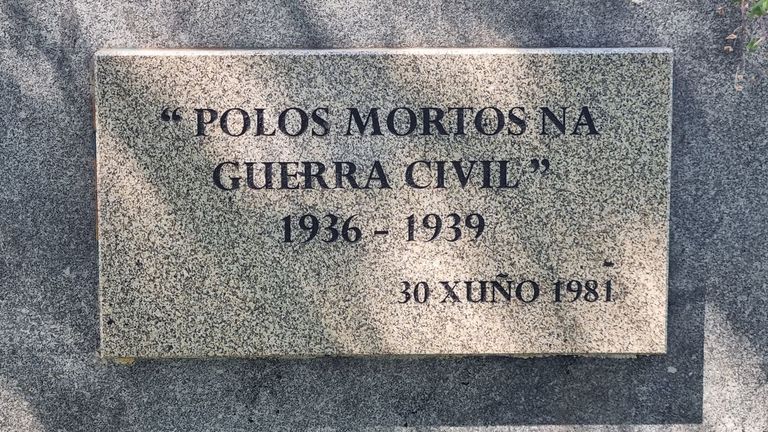 “ POLOS MORTOS NA
GUERRA CIVIL ”
1936 - 1939
30 XUÑO 1981